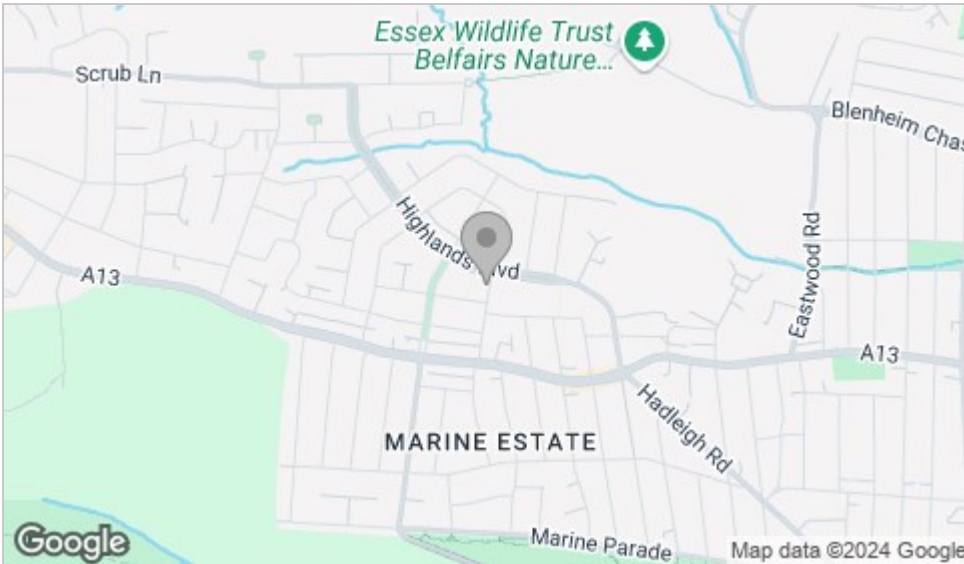 Essex Wildlife Trust
Belfairs Nature...
Scrub Ln
Blenheim Chas
Highlands Blvd
Eastwood Rd
A13
A13
Hadleigh Rd
MARINE ESTATE
Marine Parade
Google
Map data ©2024 Google